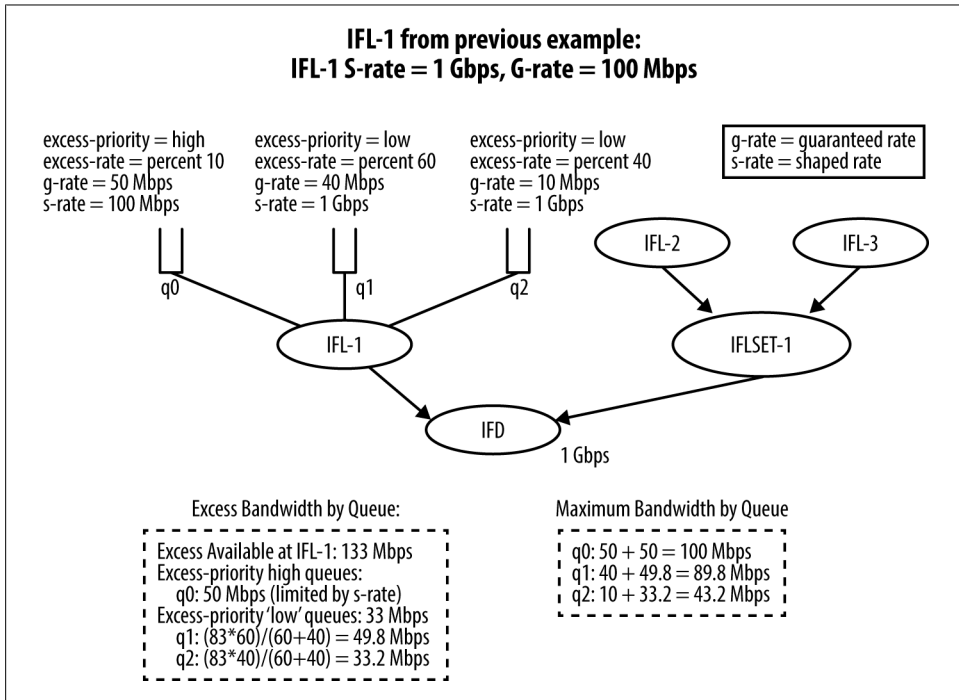 IFL-1 from previous example:
IFL-1 S-rate = 1 Gbps, G-rate = 100 Mbps
excess-priority = high
excess-rate = percent 10
g-rate = 50 Mbps
s-rate = 100 Mbps
excess-priority = low
excess-rate = percent 60
g-rate = 40 Mbps
s-rate = 1 Gbps
excess-priority = low
excess-rate = percent 40
g-rate = 10 Mbps
s-rate = 1 Gbps
g-rate = guaranteed rate
s-rate = shaped rate
q0
q1
q2
IFL-2
IFL-3
IFL-1
IFLSET-1
IFD
1 Gbps
Excess Bandwidth by Queue:
Excess Available at IFL-1: 133 Mbps
Excess-priority high queues:
q0: 50 Mbps (limited by s-rate)
Excess-priority 'low' queues: 33 Mbps
q1: (83*60)/(60+40) = 49.8 Mbps
q2: (83*40)/(60+40) = 33.2 Mbps
Maximum Bandwidth by Queue
q0: 50 + 50 = 100 Mbps
q1: 40 + 49.8 = 89.8 Mbps
q2: 10 + 33.2 = 43.2 Mbps